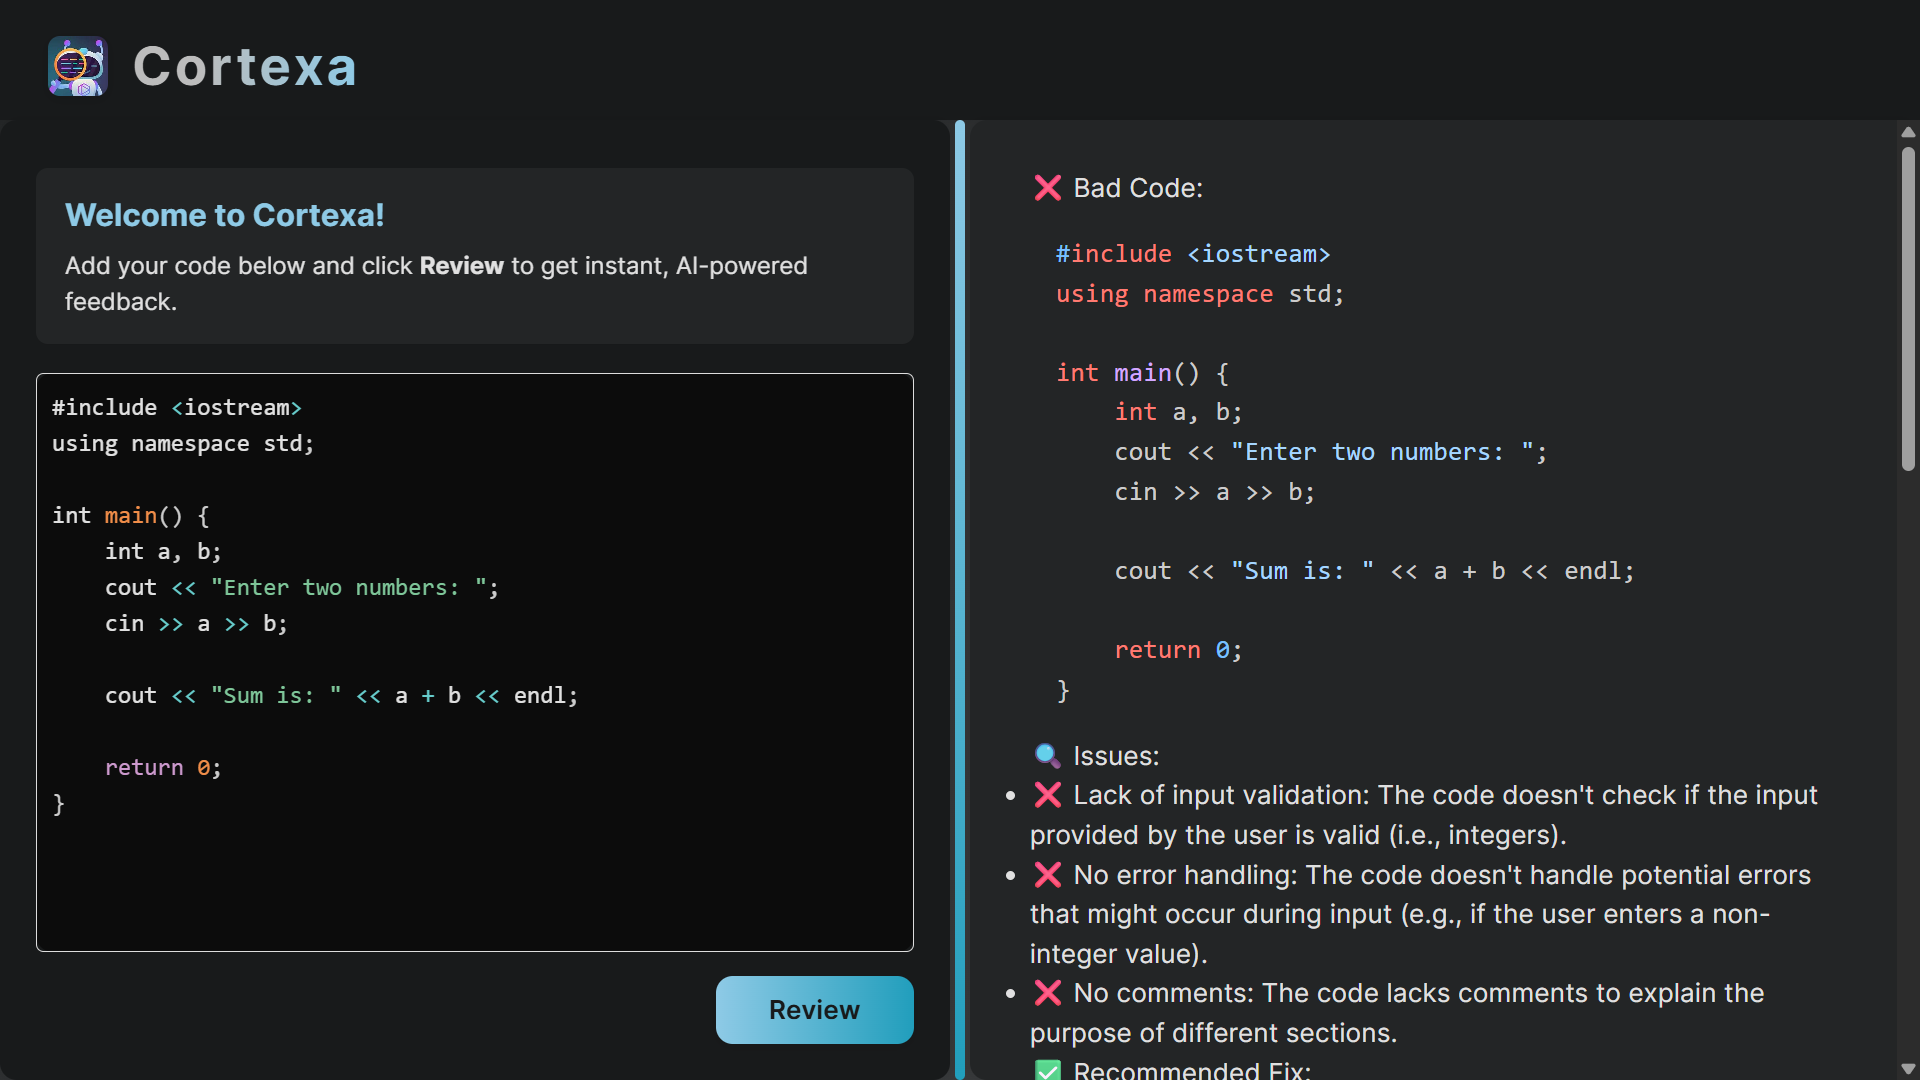 Cortexa
Welcome to Cortexa!
Add your code below and click Review to get instant, AI-powered
feedback.
#include <iostream>
using namespace std;

int main() {
    int a, b;
    cout << "Enter two numbers: ";
    cin >> a >> b;

    cout << "Sum is: " << a + b << endl;

    return 0;
}
Review
❌ Bad Code:
#include <iostream>
using namespace std;

int main() {
    int a, b;
    cout << "Enter two numbers: ";
    cin >> a >> b;

    cout << "Sum is: " << a + b << endl;

    return 0;
}
🔍 Issues:
• ❌ Lack of input validation: The code doesn't check if the input
provided by the user is valid (i.e., integers).
• ❌ No error handling: The code doesn't handle potential errors
that might occur during input (e.g., if the user enters a non-
integer value).
• ❌ No comments: The code lacks comments to explain the
purpose of different sections.
✅ Recommended Fix: